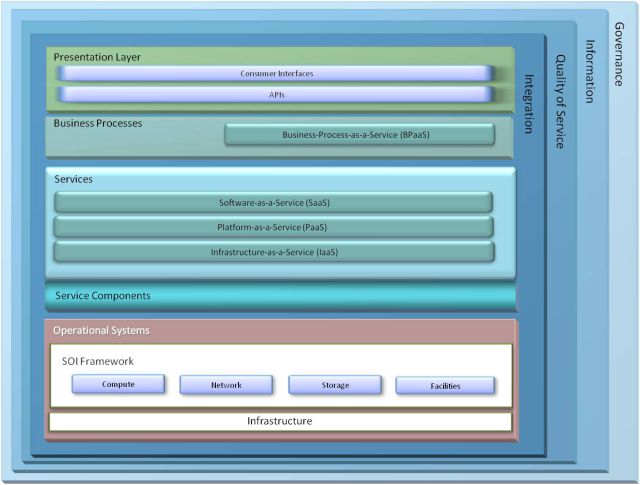 Presentation Layer
Consumer Interfaces
APIs
Business Processes
Business-Process-as-a-Service (BPaaS)
Services
Software-as-a-Service (SaaS)
Platform-as-a-Service (PaaS)
Infrastructure-as-a-Service (IaaS)
Service Components
Operational Systems
SOI Framework
Compute
Network
Storage
Facilities
Infrastructure
Integration
Quality of Service
Information
Governance